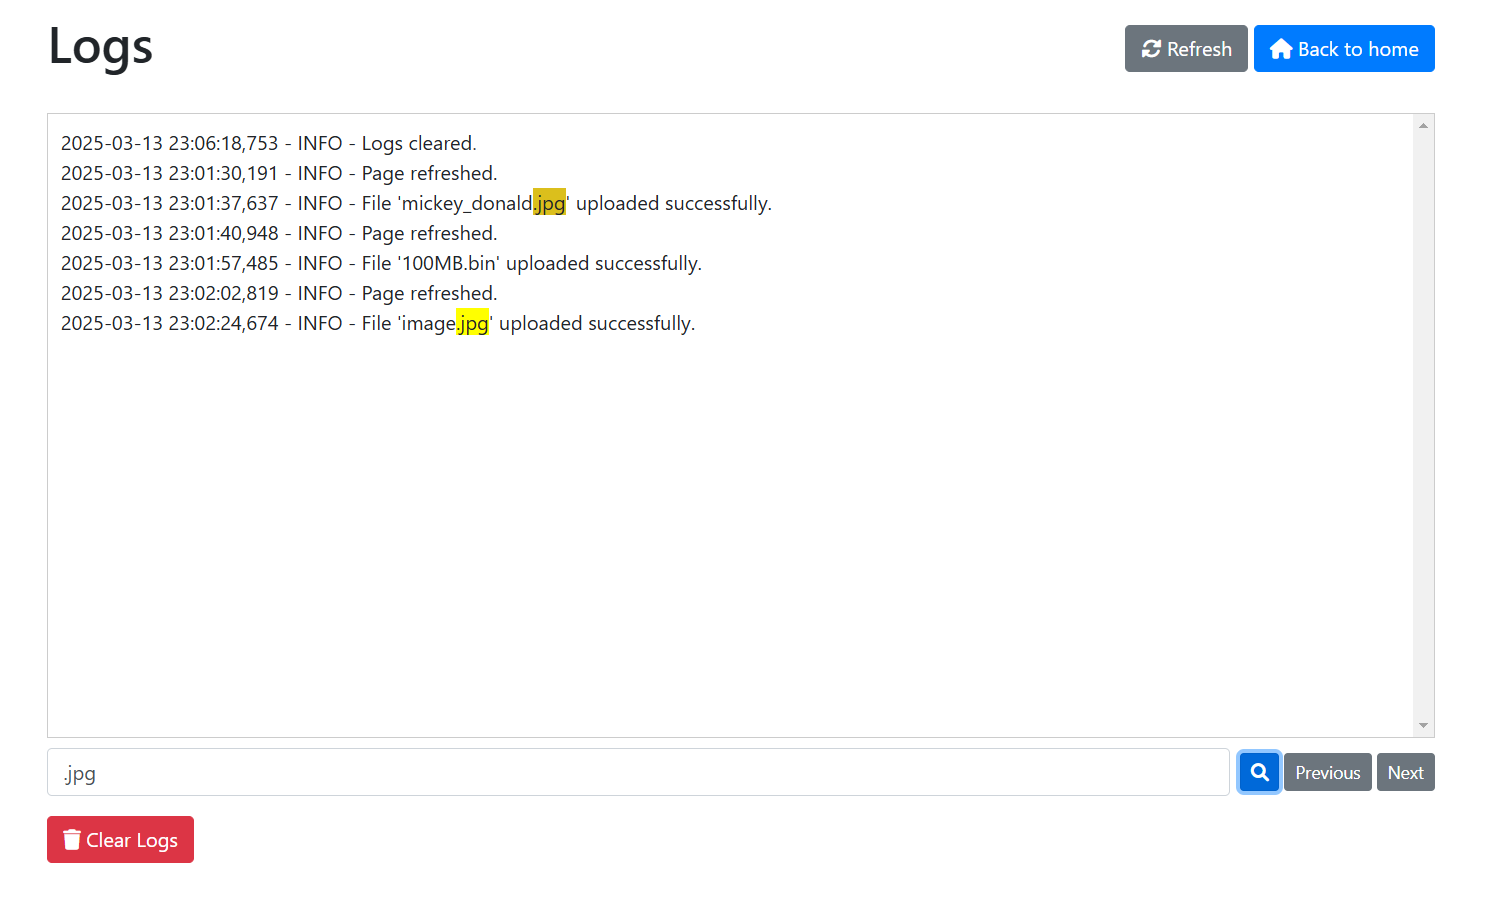 Logs
Refresh
Back to home
2025-03-13 23:06:18,753 - INFO - Logs cleared.
2025-03-13 23:01:30,191 - INFO - Page refreshed.
2025-03-13 23:01:37,637 - INFO - File 'mickey_donald.jpg' uploaded successfully.
2025-03-13 23:01:40,948 - INFO - Page refreshed.
2025-03-13 23:01:57,485 - INFO - File '100MB.bin' uploaded successfully.
2025-03-13 23:02:02,819 - INFO - Page refreshed.
2025-03-13 23:02:24,674 - INFO - File 'image.jpg' uploaded successfully.
.jpg
Previous
Next
Clear Logs